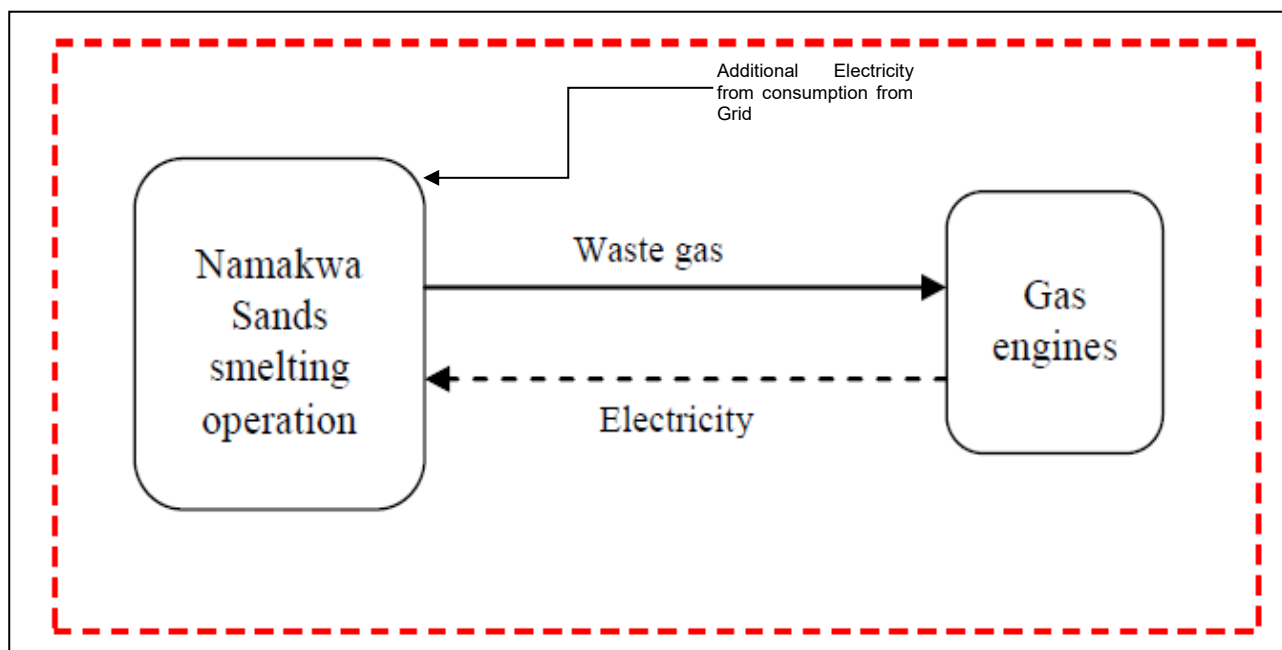 Additional Electricity
from consumption from
Grid
Namakwa
Sands
smelting
operation
Waste gas
Electricity
Gas
engines